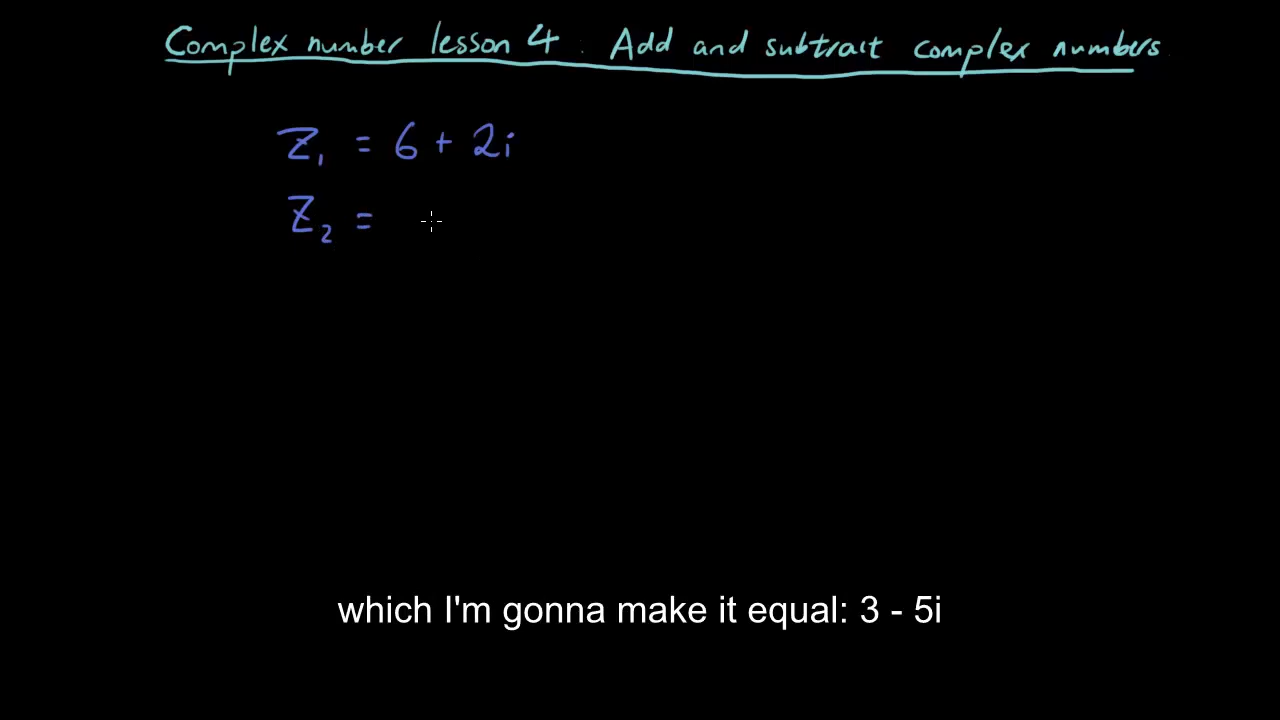 Complex number lesson 4 : Add and subtract complex numbers
Z₁ = 6 + 2i
Z₂ =
which I'm gonna make it equal: 3 - 5i